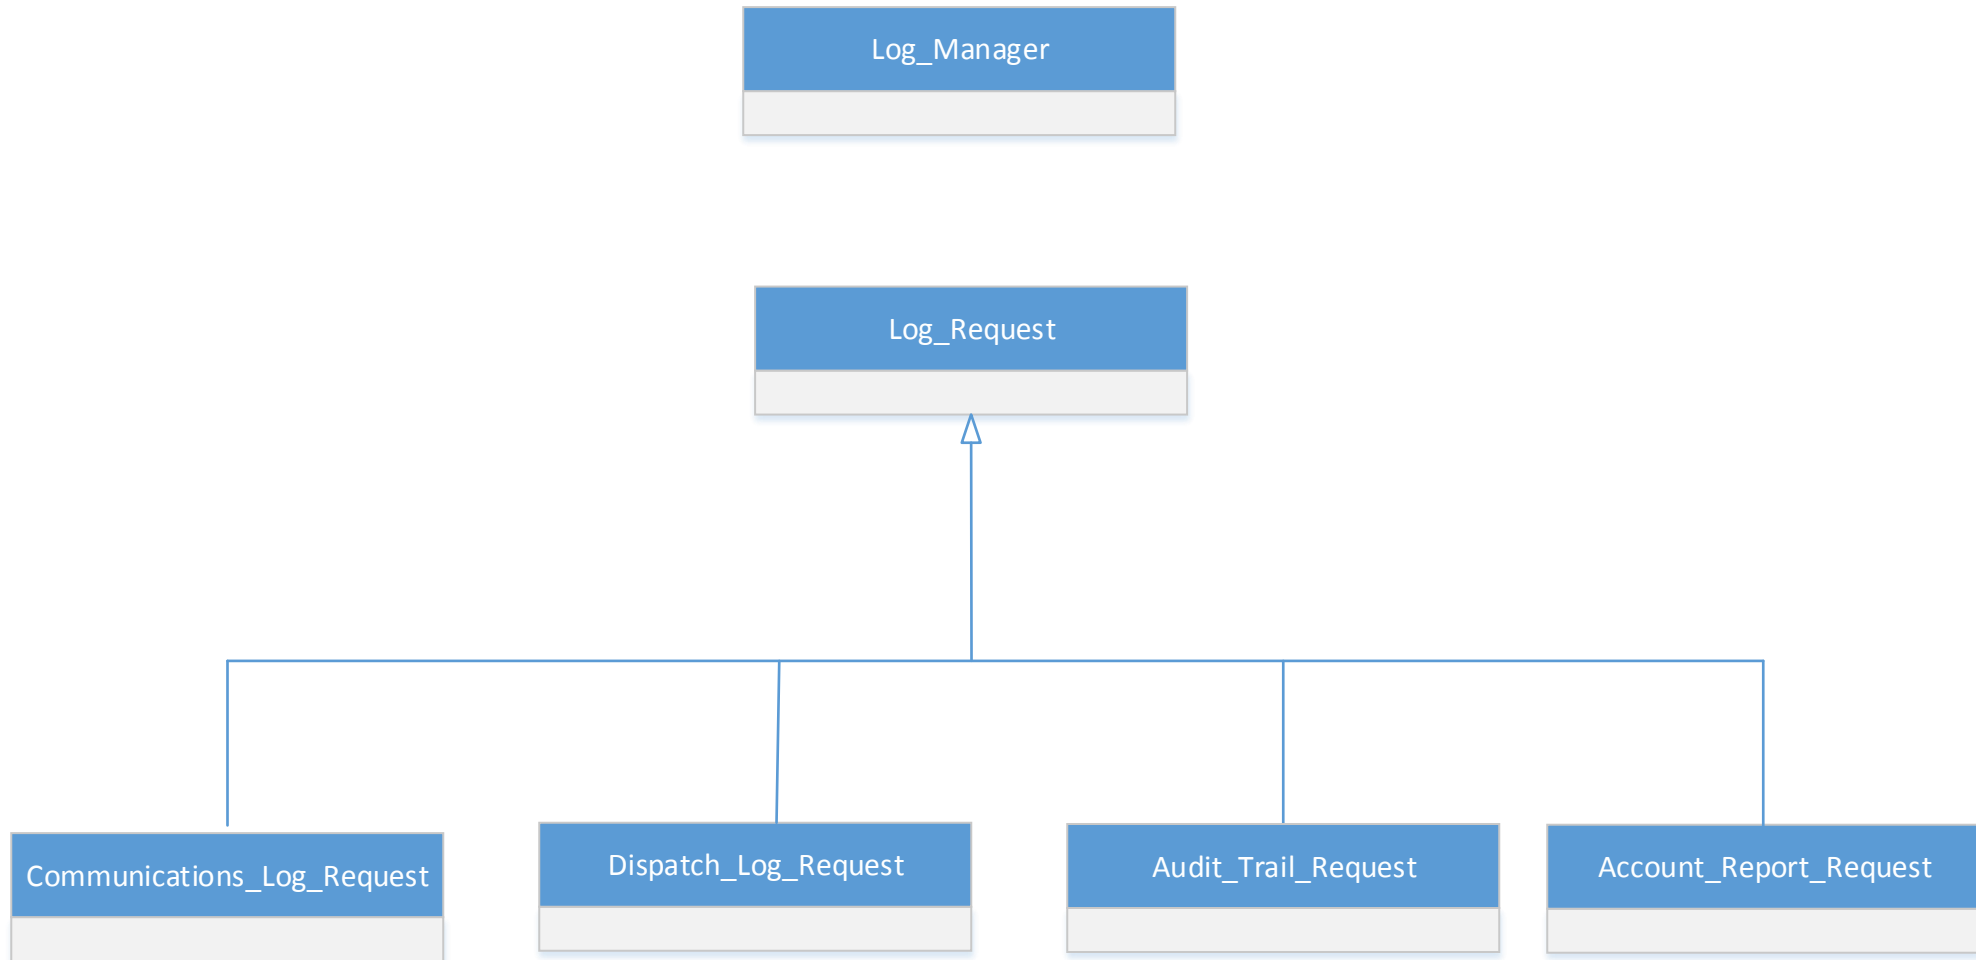 Log_Manager
Log_Request
Communications_Log_Request
Dispatch_Log_Request
Audit_Trail_Request
Account_Report_Request